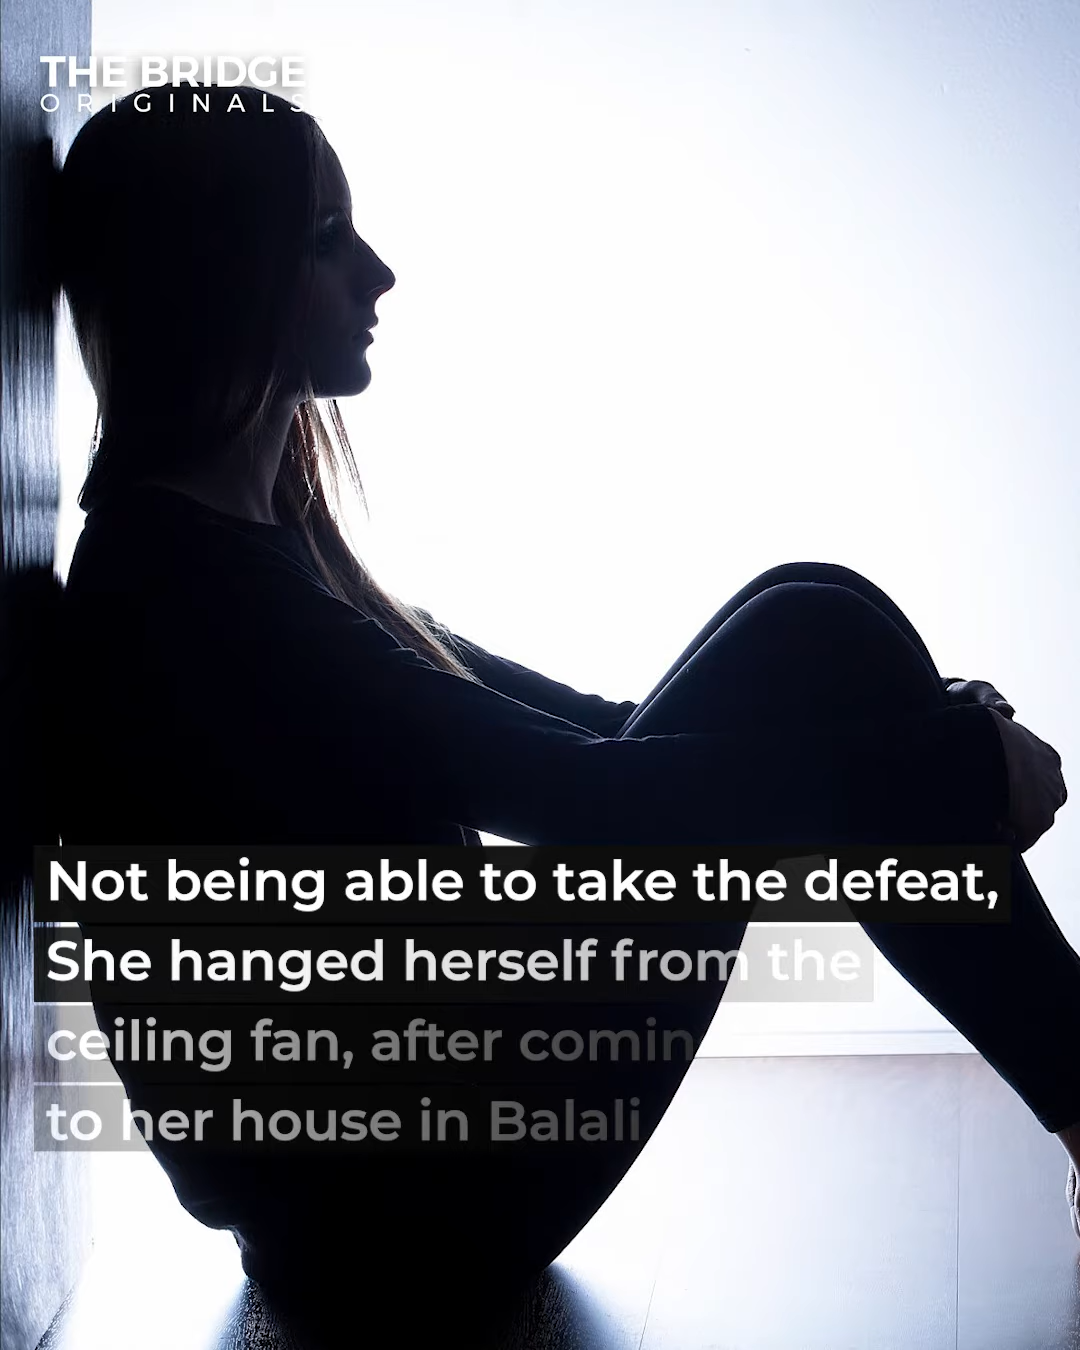 THE BRIDGE
ORIGINALS
Not being able to take the defeat,
She hanged herself from the
ceiling fan, after comin
to her house in Balali